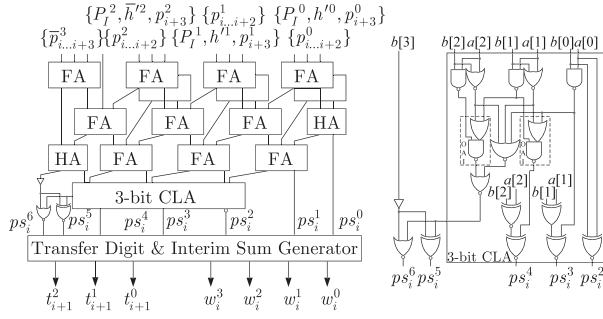 {P_I^2, \overline{h}'^2, p_{i+3}^2} {p_{i...i+2}^1} {P_I^0, h'^0, p_{i+3}^0}
{\overline{p}_{i...i+3}^3}{p_{i...i+2}^2} {P_I^1, h'^1, p_{i+3}^1} {p_{i...i+2}^0}
FA FA FA FA
FA FA FA HA
HA FA FA FA
3-bit CLA
ps_i^6 ps_i^5 ps_i^4 ps_i^3 ps_i^2 ps_i^1 ps_i^0
Transfer Digit & Interim Sum Generator
t_{i+1}^2 t_{i+1}^1 t_{i+1}^0 w_i^3 w_i^2 w_i^1 w_i^0
b[3] b[2] a[2] b[1] a[1] b[0] a[0]
O A O A
a[2] a[1]
b[2] b[1]
3-bit CLA
ps_i^6 ps_i^5 ps_i^4 ps_i^3 ps_i^2